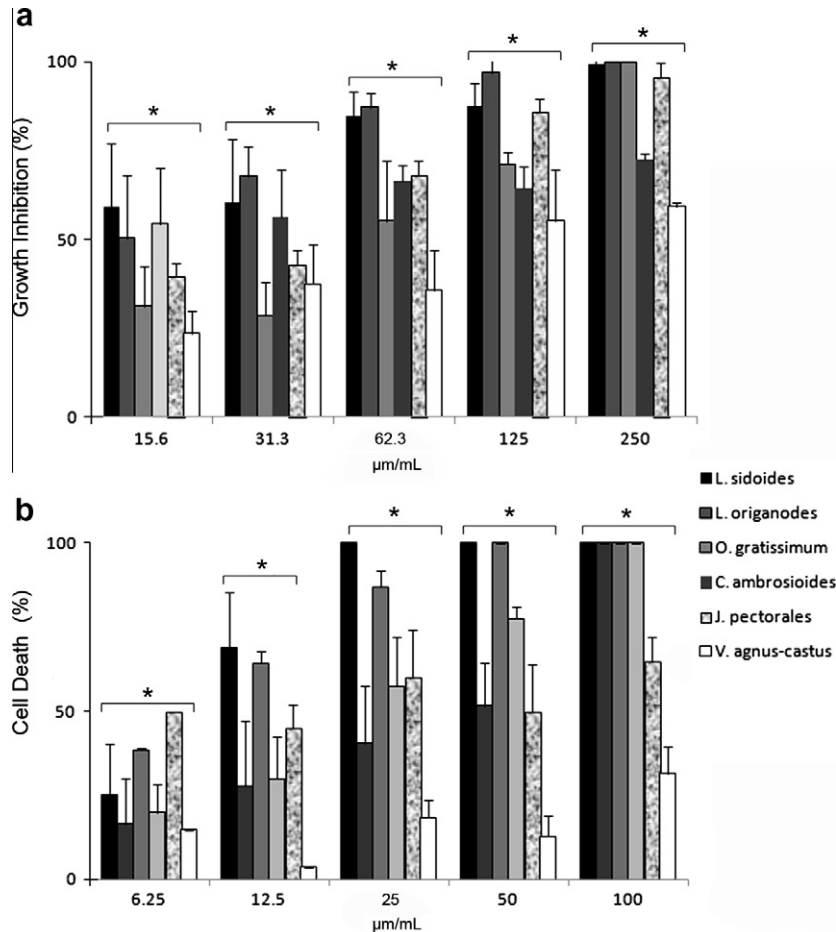 a
*
*
*
*
*
100
50
0
Growth Inhibition (%)
15.6 31.3 62.3 125 250
µm/mL
L. sidoides
L. origanodes
O. gratissimum
C. ambrosioides
J. pectorales
V. agnus-castus
b
*
*
*
*
*
100
50
0
Cell Death (%)
6.25 12.5 25 50 100
µm/mL